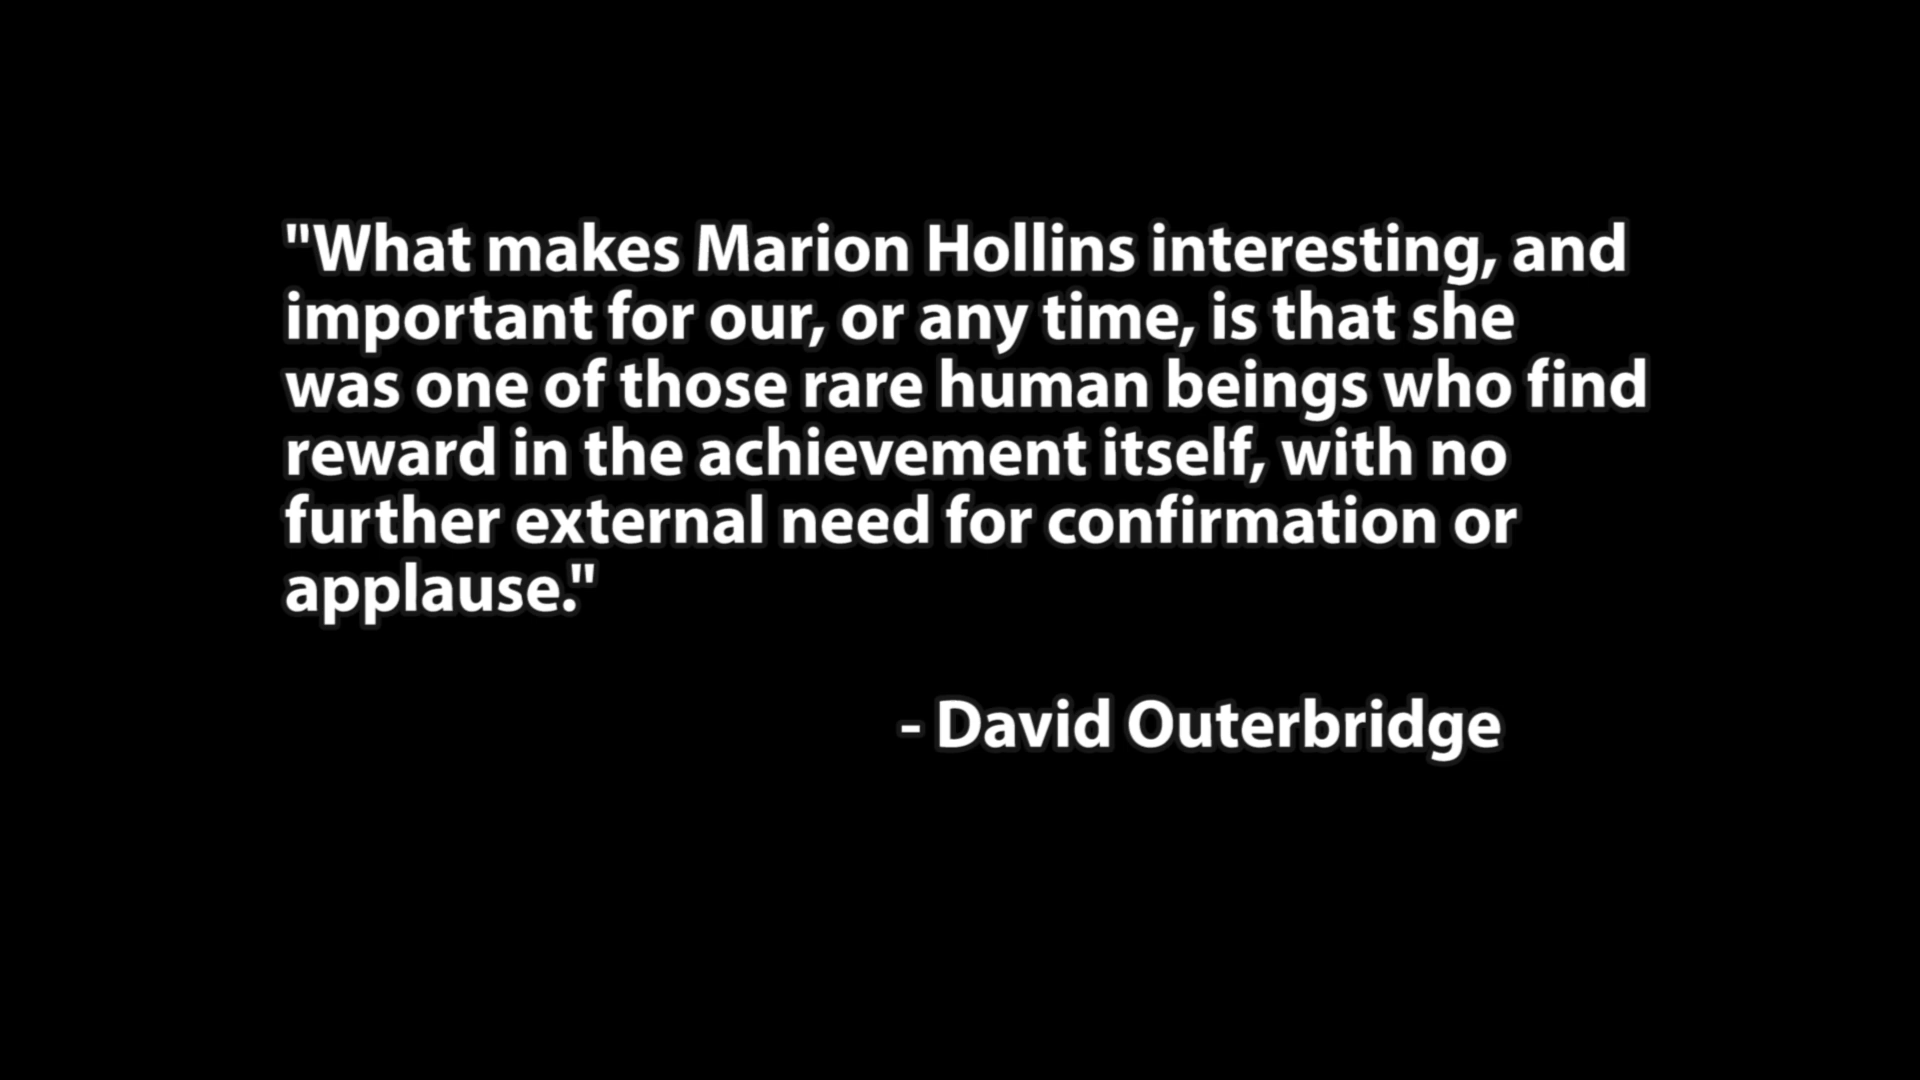 "What makes Marion Hollins interesting, and
important for our, or any time, is that she
was one of those rare human beings who find
reward in the achievement itself, with no
further external need for confirmation or
applause."
- David Outerbridge